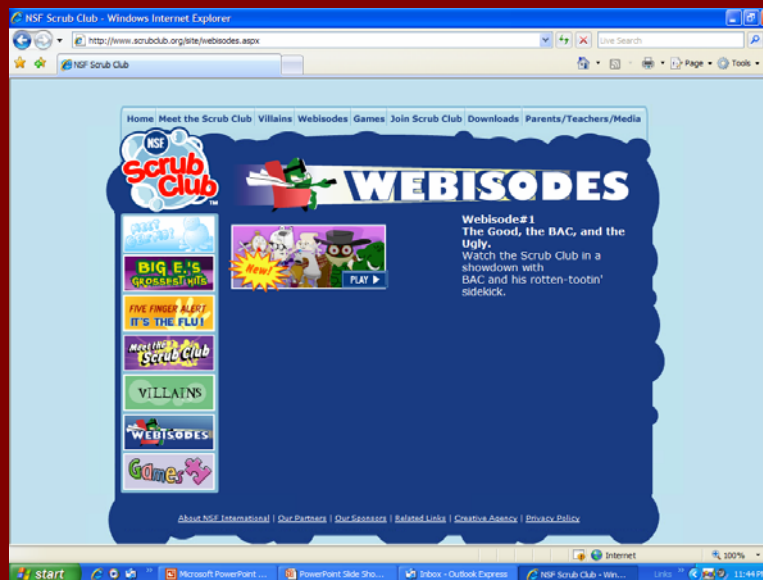 NSF Scrub Club - Windows Internet Explorer
http://www.scrubclub.org/site/webisodes.aspx
Live Search
NSF Scrub Club
Page
Tools
Home Meet the Scrub Club Villains Webisodes Games Join Scrub Club Downloads Parents/Teachers/Media
NSF
Scrub
Club
TM
WEBISODES
New!
PLAY
Webisode#1
The Good, the BAC, and the
Ugly.
Watch the Scrub Club in a
showdown with
BAC and his rotten-tootin'
sidekick.
BIG E.'S
GROSSEST HITS
FIVE FINGER ALERT
IT'S THE FLU!
Meet the
Scrub Club
VILLAINS
WEBISODES
Games
About NSF International | Our Partners | Our Sponsors | Related Links | Creative Agency | Privacy Policy
Internet
100%
start
Microsoft PowerPoint ...
PowerPoint Slide Sho...
Inbox - Outlook Express
NSF Scrub Club - Win...
Links
11:44 PM